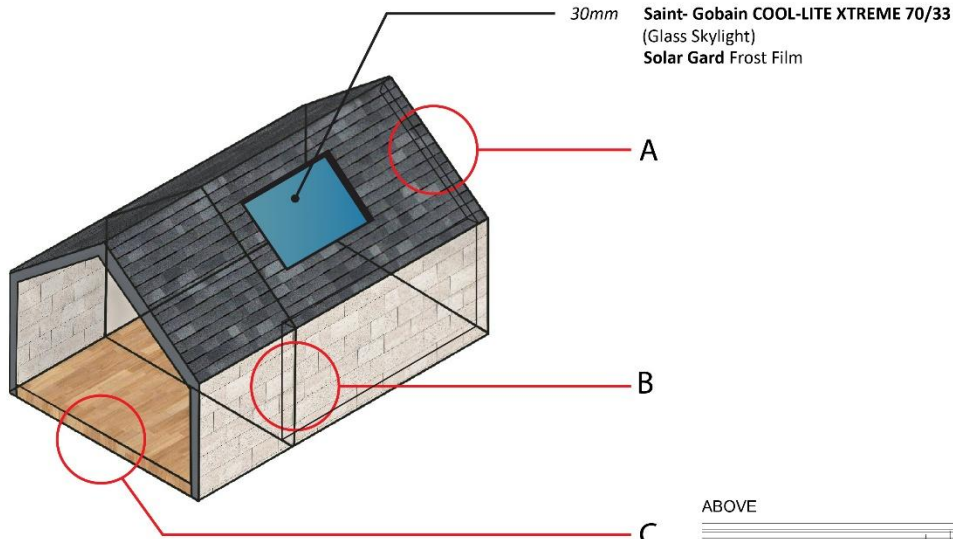 30mm Saint- Gobain COOL-LITE XTREME 70/33
(Glass Skylight)
Solar Gard Frost Film
A
B
C
ABOVE